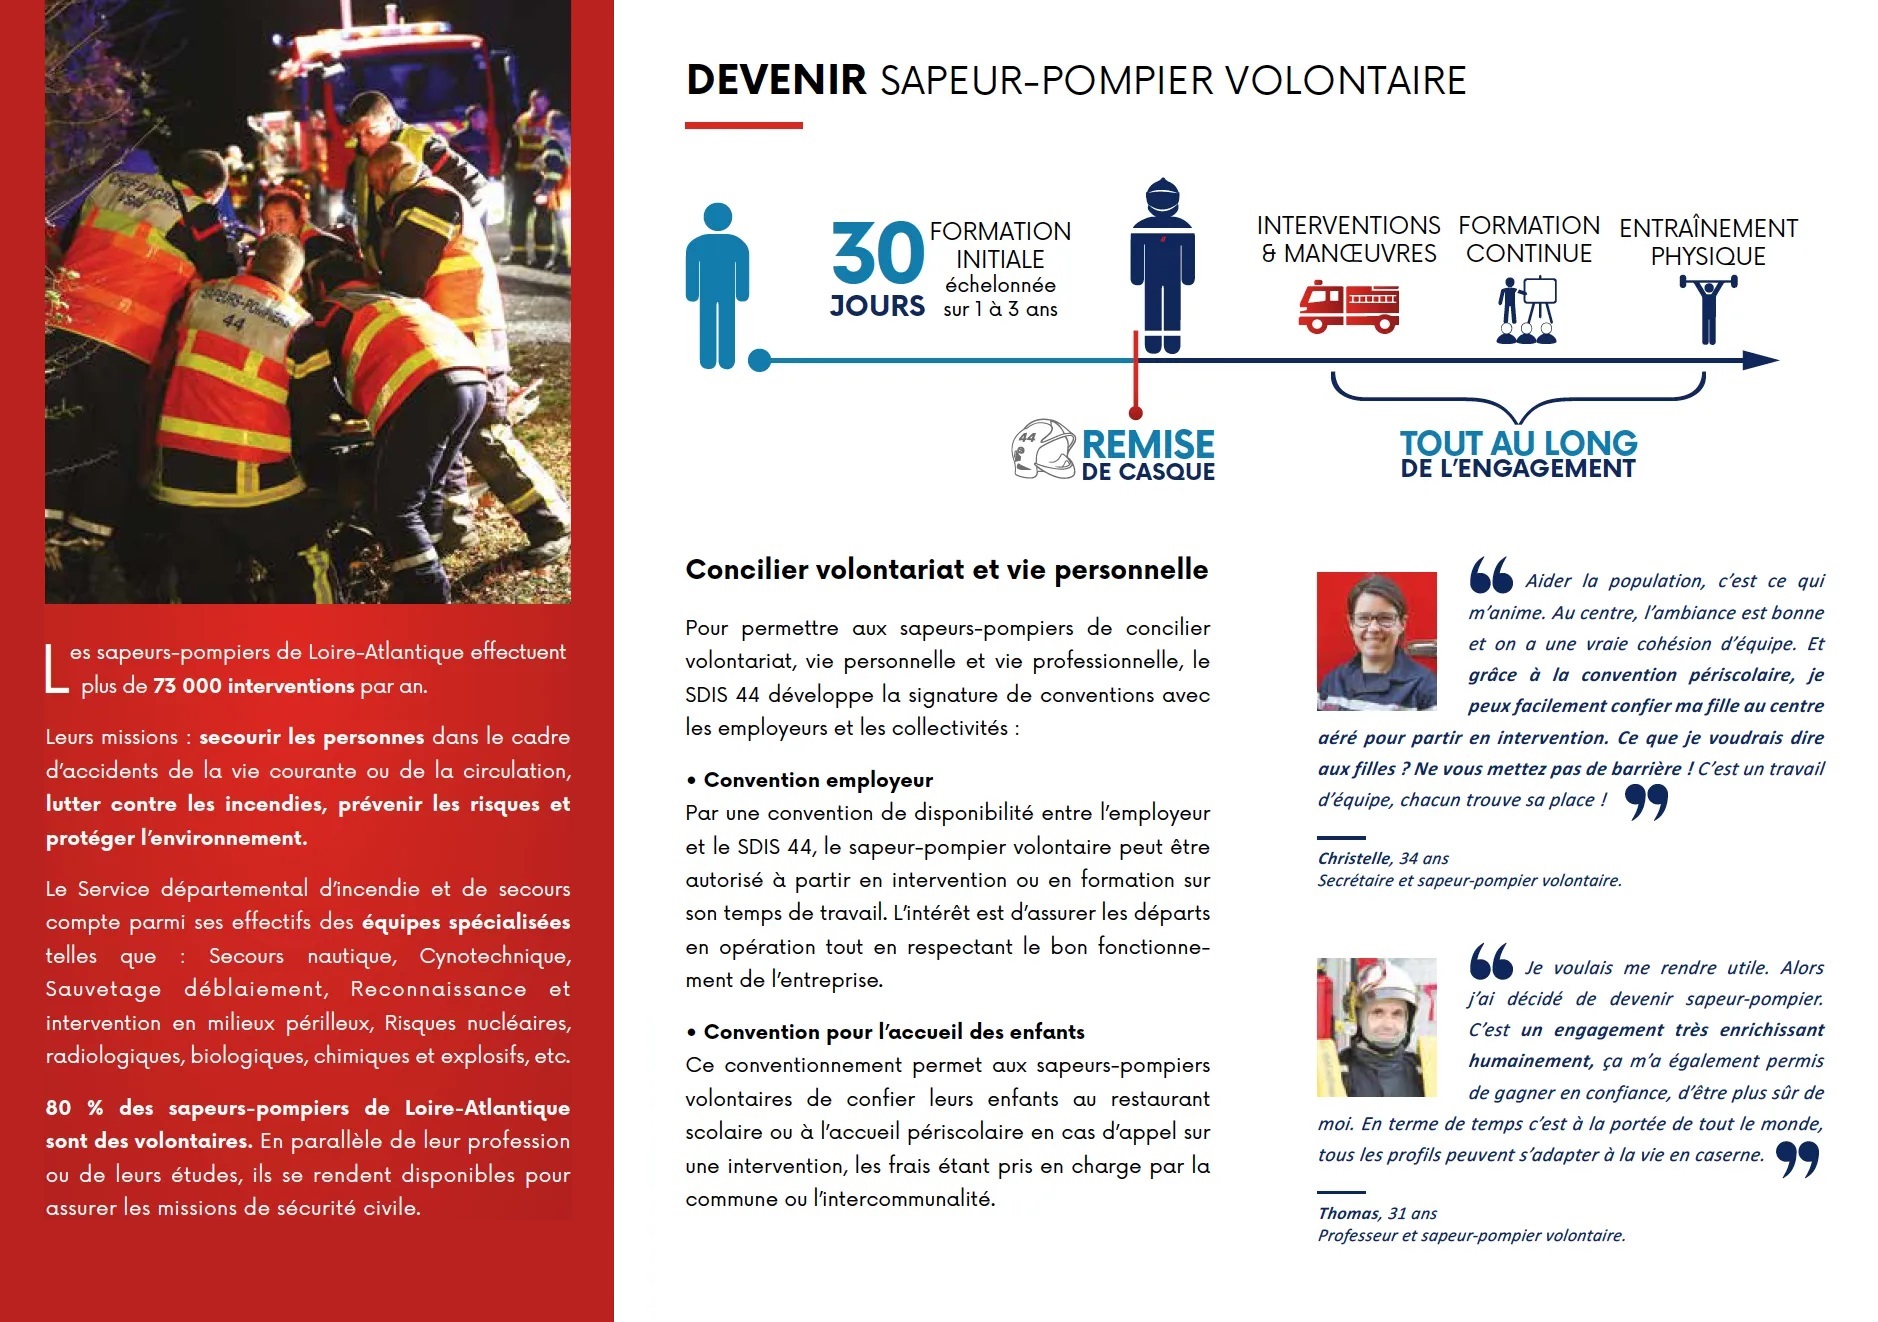 CHEF D'AGRÈS
VSAV
SAPEURS-POMPIERS
44
Les sapeurs-pompiers de Loire-Atlantique effectuent
plus de 73 000 interventions par an.
Leurs missions : secourir les personnes dans le cadre
d'accidents de la vie courante ou de la circulation,
lutter contre les incendies, prévenir les risques et
protéger l'environnement.
Le Service départemental d'incendie et de secours
compte parmi ses effectifs des équipes spécialisées
telles que : Secours nautique, Cynotechnique,
Sauvetage déblaiement, Reconnaissance et
intervention en milieux périlleux, Risques nucléaires,
radiologiques, biologiques, chimiques et explosifs, etc.
80 % des sapeurs-pompiers de Loire-Atlantique
sont des volontaires. En parallèle de leur profession
ou de leurs études, ils se rendent disponibles pour
assurer les missions de sécurité civile.
DEVENIR SAPEUR-POMPIER VOLONTAIRE
30
JOURS
FORMATION
INITIALE
échelonnée
sur 1 à 3 ans
INTERVENTIONS
& MANŒUVRES
FORMATION
CONTINUE
ENTRAÎNEMENT
PHYSIQUE
44
REMISE
DE CASQUE
TOUT AU LONG
DE L'ENGAGEMENT
Concilier volontariat et vie personnelle
Pour permettre aux sapeurs-pompiers de concilier
volontariat, vie personnelle et vie professionnelle, le
SDIS 44 développe la signature de conventions avec
les employeurs et les collectivités :
• Convention employeur
Par une convention de disponibilité entre l'employeur
et le SDIS 44, le sapeur-pompier volontaire peut être
autorisé à partir en intervention ou en formation sur
son temps de travail. L'intérêt est d'assurer les départs
en opération tout en respectant le bon fonctionne-
ment de l'entreprise.
• Convention pour l'accueil des enfants
Ce conventionnement permet aux sapeurs-pompiers
volontaires de confier leurs enfants au restaurant
scolaire ou à l'accueil périscolaire en cas d'appel sur
une intervention, les frais étant pris en charge par la
commune ou l'intercommunalité.
“ Aider la population, c'est ce qui
m'anime. Au centre, l'ambiance est bonne
et on a une vraie cohésion d'équipe. Et
grâce à la convention périscolaire, je
peux facilement confier ma fille au centre
aéré pour partir en intervention. Ce que je voudrais dire
aux filles ? Ne vous mettez pas de barrière ! C'est un travail
d'équipe, chacun trouve sa place ! ”
Christelle, 34 ans
Secrétaire et sapeur-pompier volontaire.
“ Je voulais me rendre utile. Alors
j'ai décidé de devenir sapeur-pompier.
C'est un engagement très enrichissant
humainement, ça m'a également permis
de gagner en confiance, d'être plus sûr de
moi. En terme de temps c'est à la portée de tout le monde,
tous les profils peuvent s'adapter à la vie en caserne. ”
Thomas, 31 ans
Professeur et sapeur-pompier volontaire.